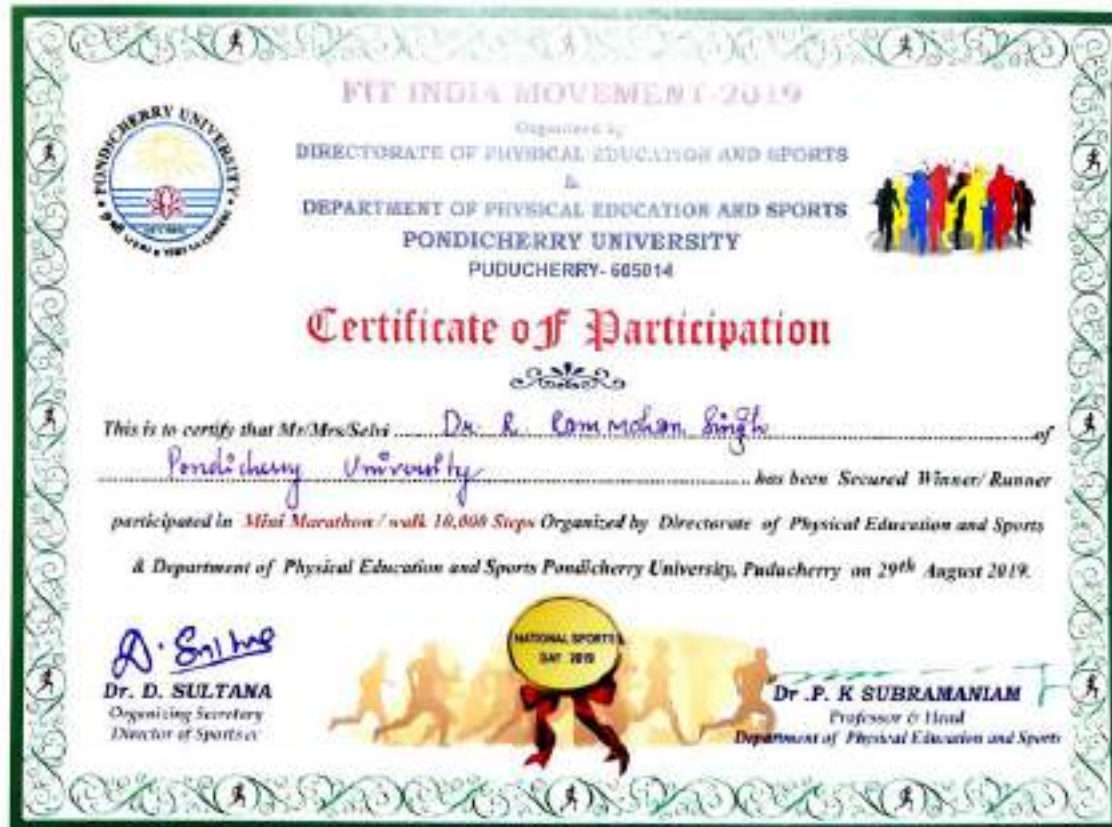 FIT INDIA MOVEMENT-2019
Organized by
DIRECTORATE OF PHYSICAL EDUCATION AND SPORTS
&
DEPARTMENT OF PHYSICAL EDUCATION AND SPORTS
PONDICHERRY UNIVERSITY
PUDUCHERRY- 605014
PONDICHERRY UNIVERSITY
Certificate of Participation
This is to certify that Mr/Mrs/Selvi Dr. R. Ram Mohan Singh of
Pondicherry University has been Secured Winner/ Runner
participated in Mini Marathon / walk 10,000 Steps Organized by Directorate of Physical Education and Sports
& Department of Physical Education and Sports Pondicherry University, Puducherry on 29th August 2019.
NATIONAL SPORTS
DAY 2019
Dr. D. SULTANA
Organizing Secretary
Director of Sports
Dr .P. K SUBRAMANIAM
Professor & Head
Department of Physical Education and Sports